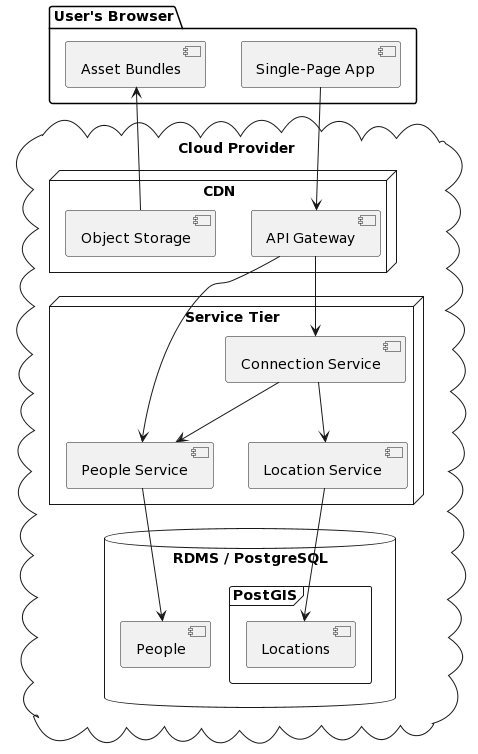 User's Browser
Asset Bundles
Single-Page App
Cloud Provider
CDN
Object Storage
API Gateway
Service Tier
Connection Service
People Service
Location Service
RDMS / PostgreSQL
PostGIS
People
Locations